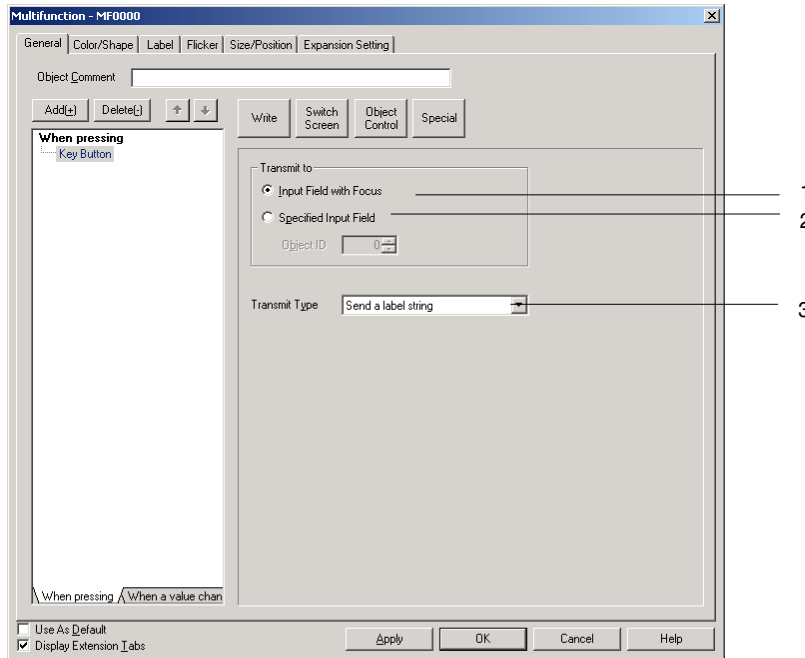 Multifunction - MF0000
General Color/Shape Label Flicker Size/Position Expansion Setting
Object Comment
Add(+) Delete(-)
Write Switch Screen Object Control Special
When pressing
Key Button
Transmit to
Input Field with Focus
1
Specified Input Field
2
Object ID 0
Transmit Type Send a label string
3
When pressing When a value chan
Use As Default
Display Extension Tabs
Apply OK Cancel Help